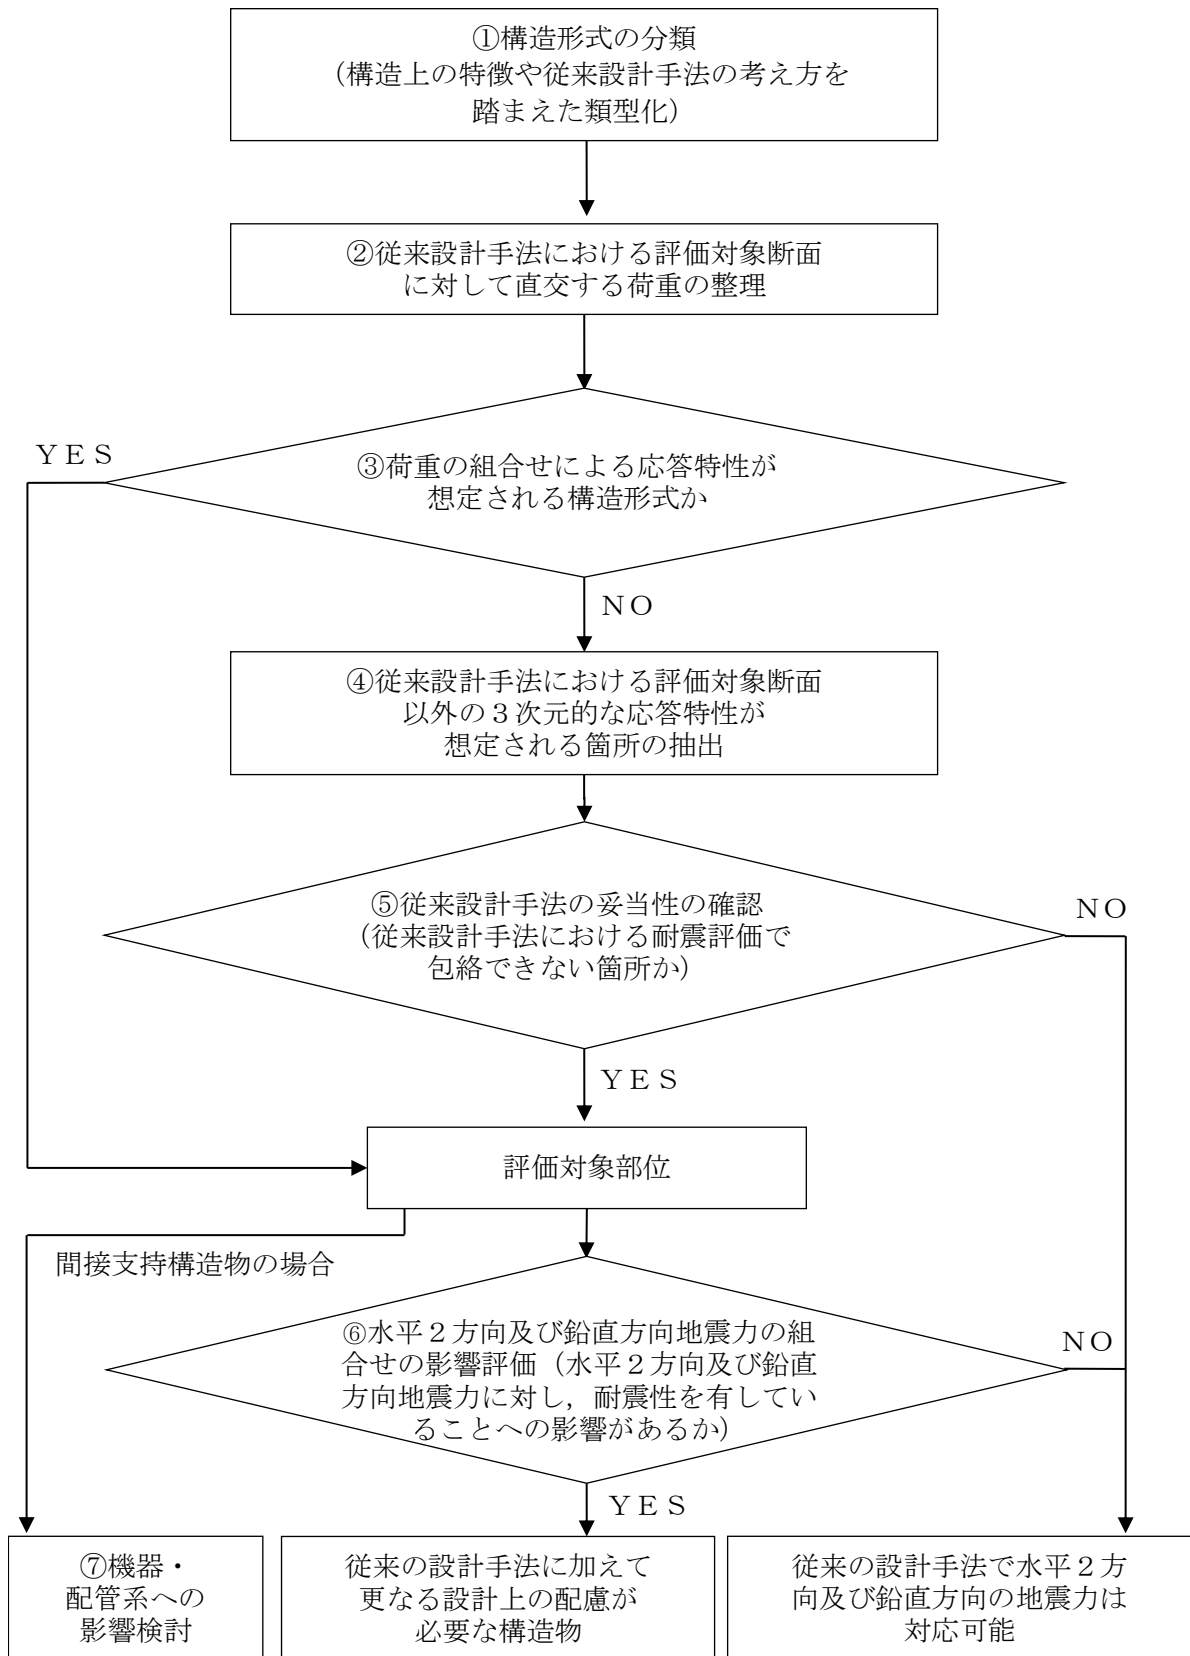 ①構造形式の分類
（構造上の特徴や従来設計手法の考え方を
踏まえた類型化）
②従来設計手法における評価対象断面
に対して直交する荷重の整理
ＹＥＳ
③荷重の組合せによる応答特性が
想定される構造形式か
ＮＯ
④従来設計手法における評価対象断面
以外の３次元的な応答特性が
想定される箇所の抽出
⑤従来設計手法の妥当性の確認
（従来設計手法における耐震評価で
包絡できない箇所か）
ＮＯ
ＹＥＳ
評価対象部位
間接支持構造物の場合
⑥水平２方向及び鉛直方向地震力の組
合せの影響評価（水平２方向及び鉛直
方向地震力に対し，耐震性を有してい
ることへの影響があるか）
ＮＯ
ＹＥＳ
⑦機器・
配管系への
影響検討
従来の設計手法に加えて
更なる設計上の配慮が
必要な構造物
従来の設計手法で水平２方
向及び鉛直方向の地震力は
対応可能